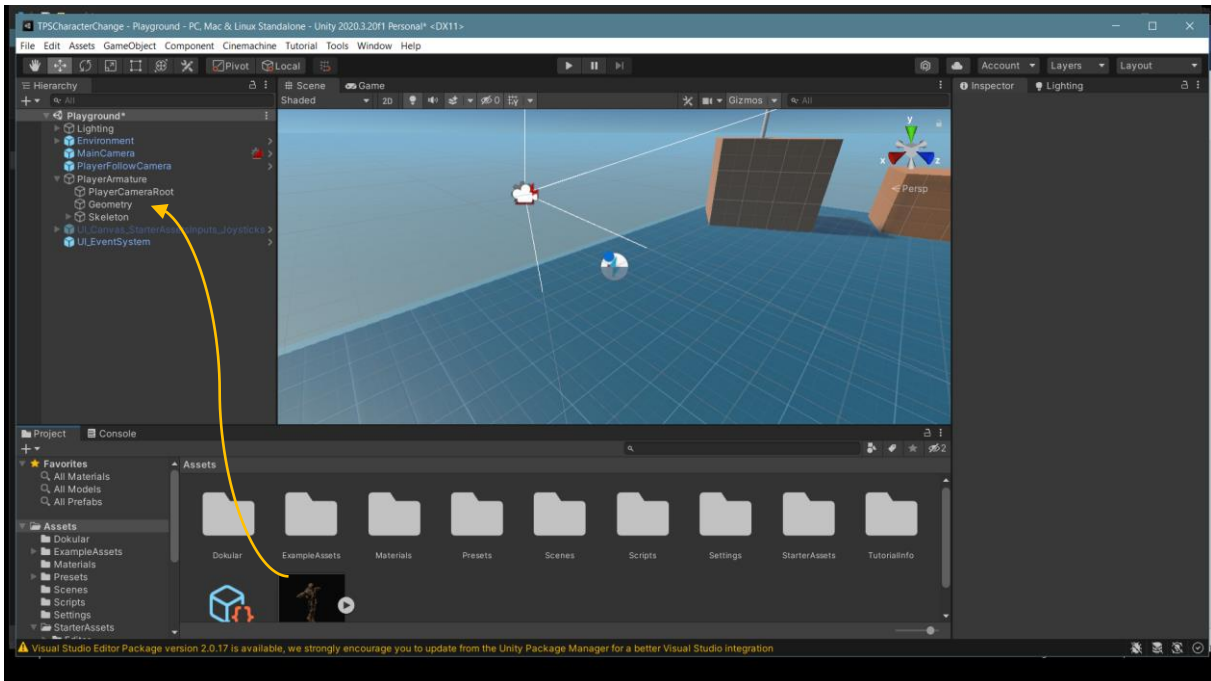 TPSCharacterChange - Playground - PC, Mac & Linux Standalone - Unity 2020.3.20f1 Personal* <DX11>
File Edit Assets GameObject Component Cinemachine Tutorial Tools Window Help
Pivot Local Account Layers Layout
Hierarchy
All
Playground*
Lighting
Environment
MainCamera
PlayerFollowCamera
PlayerArmature
PlayerCameraRoot
Geometry
Skeleton
UI_Canvas_StarterAssetsInputs_Joysticks
UI_EventSystem
Scene Game
Shaded 2D 0 Gizmos All
y
x z
Persp
Inspector Lighting
Project Console
2
Favorites
All Materials
All Models
All Prefabs
Assets
Dokular
ExampleAssets
Materials
Presets
Scenes
Scripts
Settings
StarterAssets
Assets
Dokular ExampleAssets Materials Presets Scenes Scripts Settings StarterAssets TutorialInfo
Visual Studio Editor Package version 2.0.17 is available, we strongly encourage you to update from the Unity Package Manager for a better Visual Studio integration